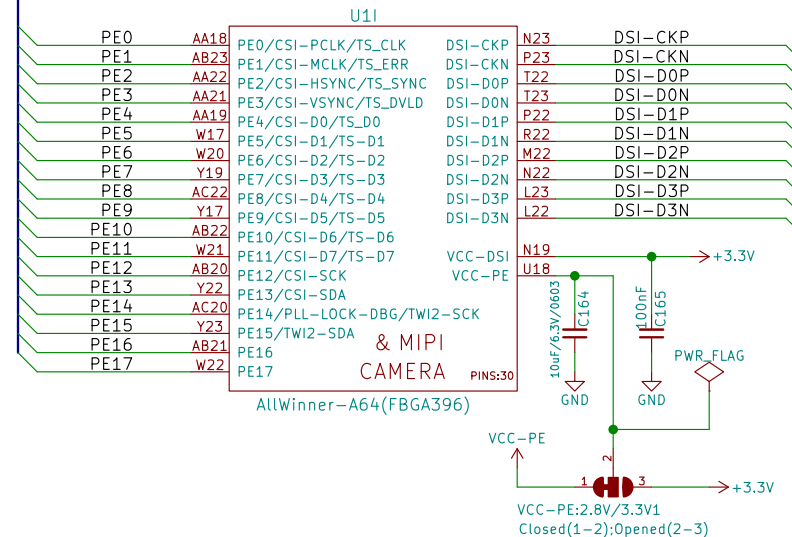 U1I
PE0 AA18 PE0/CSI-PCLK/TS_CLK DSI-CKP N23 DSI-CKP
PE1 AB23 PE1/CSI-MCLK/TS_ERR DSI-CKN P23 DSI-CKN
PE2 AA22 PE2/CSI-HSYNC/TS_SYNC DSI-D0P T22 DSI-D0P
PE3 AA21 PE3/CSI-VSYNC/TS_DVLD DSI-D0N T23 DSI-D0N
PE4 AA19 PE4/CSI-D0/TS_D0 DSI-D1P P22 DSI-D1P
PE5 W17 PE5/CSI-D1/TS-D1 DSI-D1N R22 DSI-D1N
PE6 W20 PE6/CSI-D2/TS-D2 DSI-D2P M22 DSI-D2P
PE7 Y19 PE7/CSI-D3/TS-D3 DSI-D2N N22 DSI-D2N
PE8 AC22 PE8/CSI-D4/TS-D4 DSI-D3P L23 DSI-D3P
PE9 Y17 PE9/CSI-D5/TS-D5 DSI-D3N L22 DSI-D3N
PE10 AB22 PE10/CSI-D6/TS-D6
PE11 W21 PE11/CSI-D7/TS-D7 VCC-DSI N19 +3.3V
PE12 AB20 PE12/CSI-SCK VCC-PE U18
PE13 Y22 PE13/CSI-SDA
PE14 AC20 PE14/PLL-LOCK-DBG/TWI2-SCK
PE15 Y23 PE15/TWI2-SDA
PE16 AB21 PE16
PE17 W22 PE17
& MIPI
CAMERA
PINS:30
AllWinner-A64(FBGA396)
10uF/6.3V/0603
C164
100nF
C165
GND
GND
PWR_FLAG
VCC-PE
1
2
3
+3.3V
VCC-PE:2.8V/3.3V1
Closed(1-2);Opened(2-3)